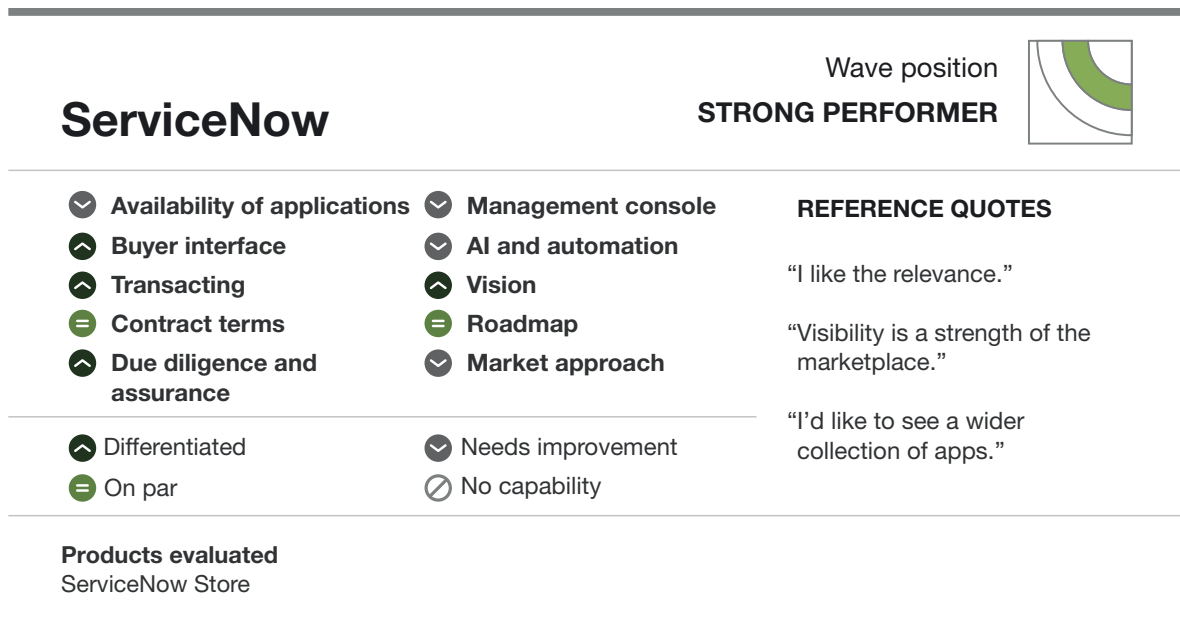 Wave position
STRONG PERFORMER
ServiceNow
Availability of applications
Buyer interface
Transacting
Contract terms
Due diligence and
assurance
Management console
AI and automation
Vision
Roadmap
Market approach
Differentiated
On par
Needs improvement
No capability
REFERENCE QUOTES
“I like the relevance.”
“Visibility is a strength of the
marketplace.”
“I’d like to see a wider
collection of apps.”
Products evaluated
ServiceNow Store